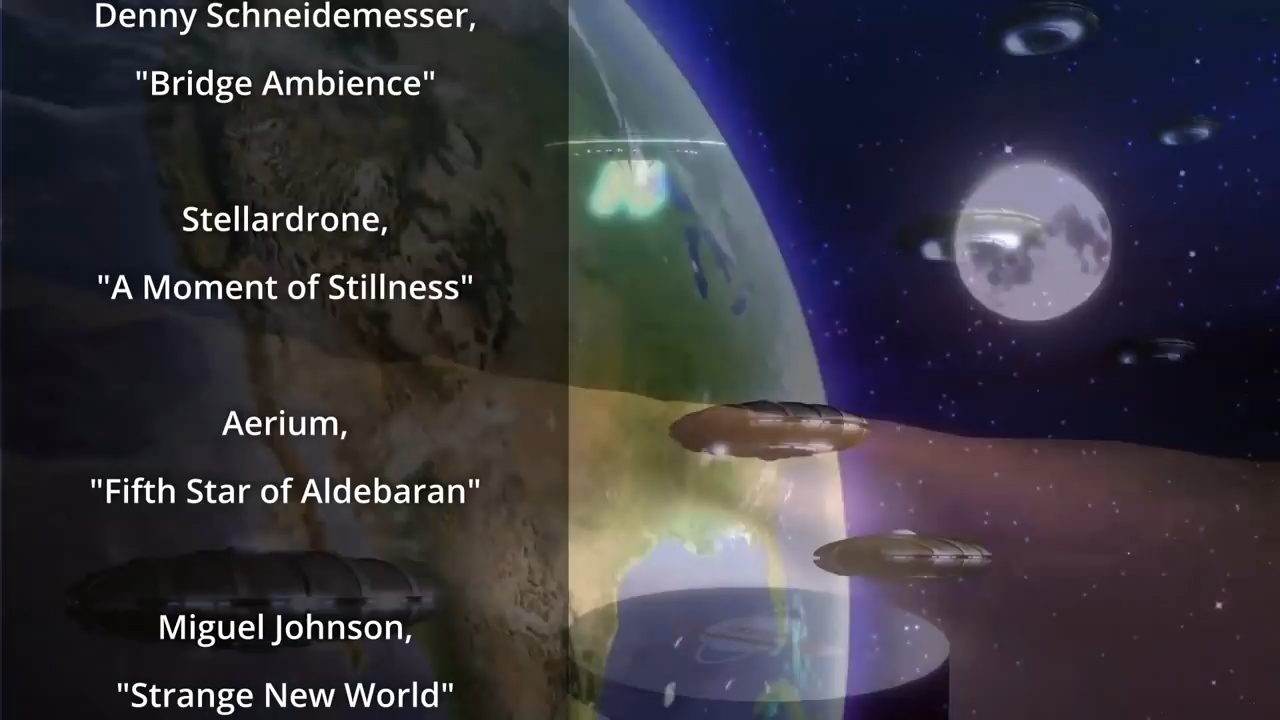 Denny Schneidemesser,
"Bridge Ambience"
Stellardrone,
"A Moment of Stillness"
Aerium,
"Fifth Star of Aldebaran"
Miguel Johnson,
"Strange New World"